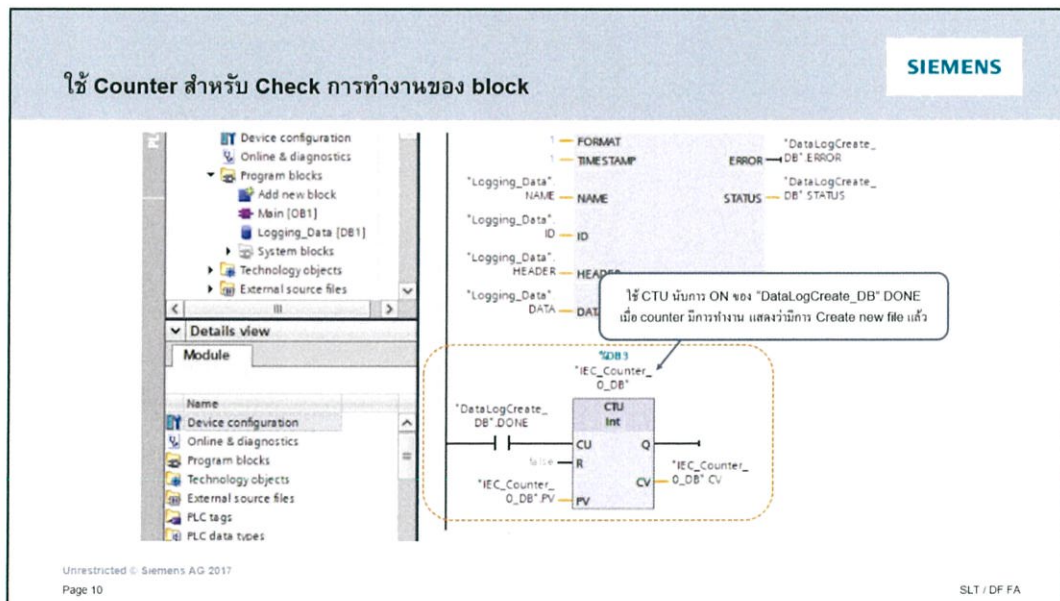 ใช้ Counter สำหรับ Check การทำงานของ block
SIEMENS
Device configuration
Online & diagnostics
Program blocks
Add new block
Main [OB1]
Logging_Data [DB1]
System blocks
Technology objects
External source files
III
Details view
Module
Name
Device configuration
Online & diagnostics
Program blocks
Technology objects
External source files
PLC tags
PLC data types
1 FORMAT
1 TIMESTAMP
"DataLogCreate_
ERROR DB".ERROR
"Logging_Data".
NAME NAME
"DataLogCreate_
STATUS DB".STATUS
"Logging_Data".
ID ID
"Logging_Data".
HEADER HEADER
"Logging_Data".
DATA DAT
ใช้ CTU นับการ ON ของ "DataLogCreate_DB" DONE
เมื่อ counter มีการทำงาน แสดงว่ามีการ Create new file แล้ว
%DB3
"IEC_Counter_
0_DB"
"DataLogCreate_
DB".DONE
CTU
Int
CU Q
false R
"IEC_Counter_
0_DB".PV PV
CV "IEC_Counter_
0_DB".CV
Unrestricted © Siemens AG 2017
Page 10
SLT / DF FA